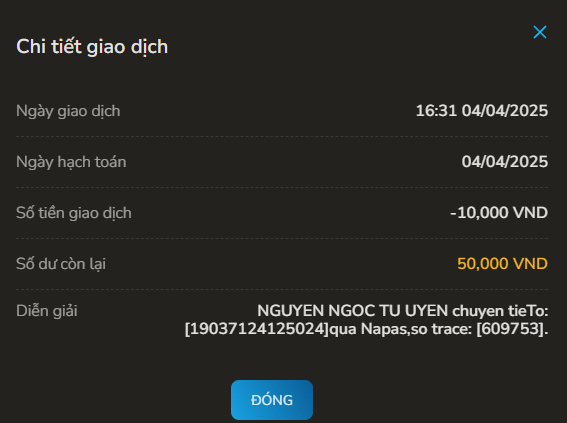 Chi tiết giao dịch
Ngày giao dịch 16:31 04/04/2025
Ngày hạch toán 04/04/2025
Số tiền giao dịch -10,000 VND
Số dư còn lại 50,000 VND
Diễn giải NGUYEN NGOC TU UYEN chuyen tieTo:
[19037124125024]qua Napas,so trace: [609753].
ĐÓNG